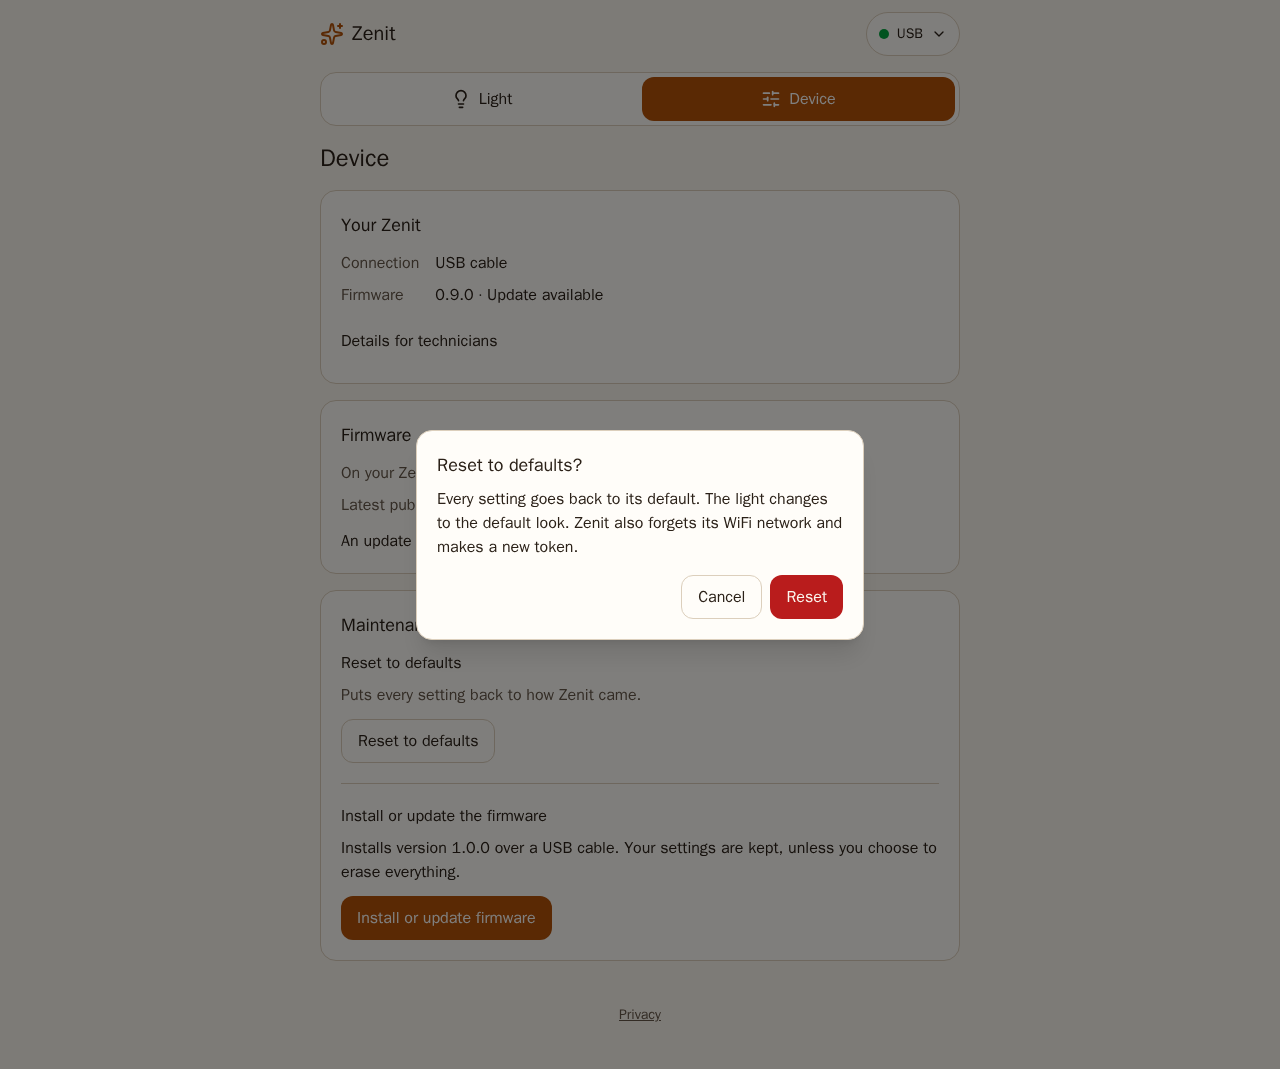 Zenit
USB
Light
Device
Device
Your Zenit
Connection USB cable
Firmware 0.9.0 · Update available
Details for technicians
Firmware
On your Ze
Latest pub
An update
Reset to defaults?
Every setting goes back to its default. The light changes
to the default look. Zenit also forgets its WiFi network and
makes a new token.
Cancel
Reset
Maintena
Reset to defaults
Puts every setting back to how Zenit came.
Reset to defaults
Install or update the firmware
Installs version 1.0.0 over a USB cable. Your settings are kept, unless you choose to
erase everything.
Install or update firmware
Privacy